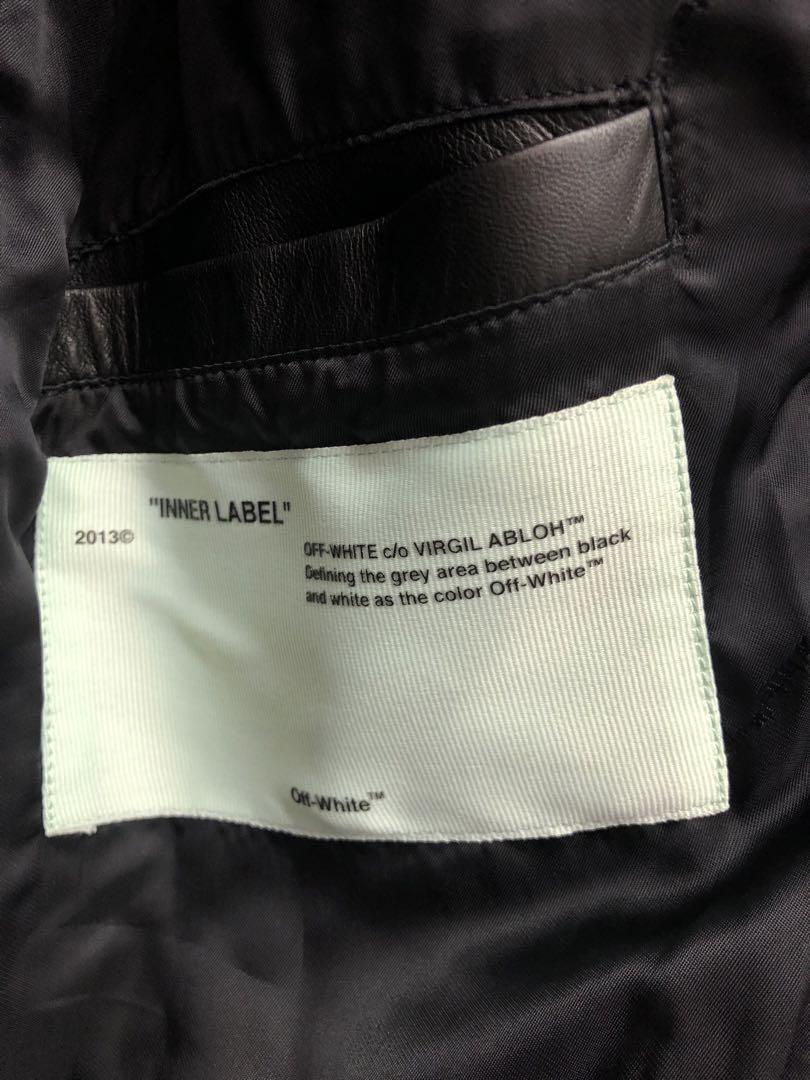 "INNER LABEL"
2013©
OFF-WHITE c/o VIRGIL ABLOH™
Defining the grey area between black
and white as the color Off-White™
Off-White™